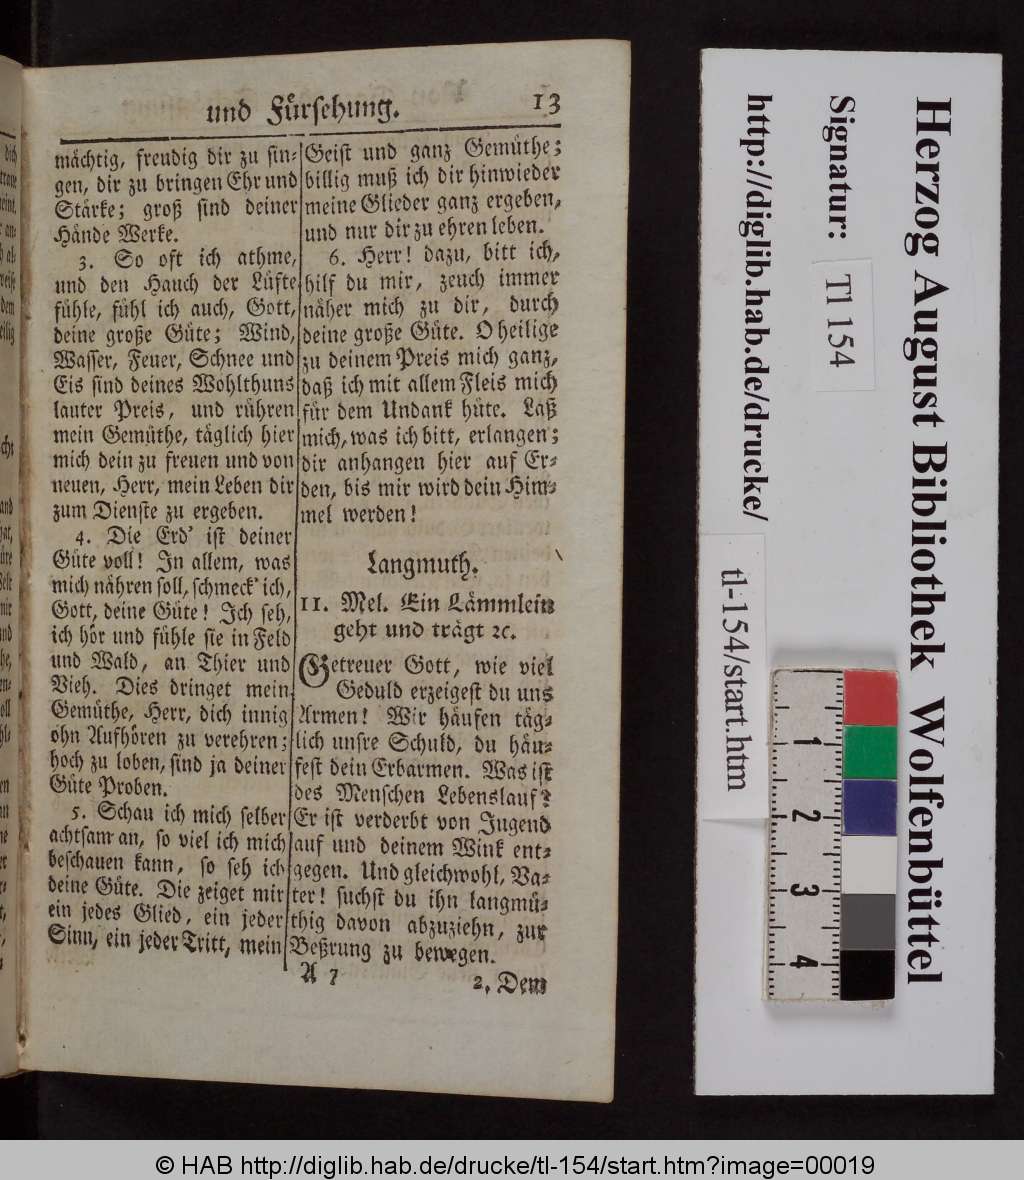 und Fürsehung. 13
mächtig, freudig dir zu sin-
gen, dir zu bringen Ehr und
Stärke; groß sind deiner
Hände Werke.
3. So oft ich athme,
und den Hauch der Lüfte
fühle, fühl ich auch, Gott,
deine große Güte; Wind,
Wasser, Feuer, Schnee und
Eis sind deines Wohlthuns
lauter Preis, und rühren
mein Gemüthe, täglich hier
mich dein zu freuen und von
neuen, Herr, mein Leben dir
zum Dienste zu ergeben.
4. Die Erd' ist deiner
Güte voll! In allem, was
mich nähren soll, schmeck' ich,
Gott, deine Güte! Ich seh,
ich hör und fühle sie in Feld
und Wald, an Thier und
Vieh. Dies dringet mein
Gemüthe, Herr, dich innig
ohn Aufhören zu verehren;
hoch zu loben, sind ja deiner
Güte Proben.
5. Schau ich mich selber
achtsam an, so viel ich mich
beschauen kann, so seh ich
deine Güte. Die zeiget mir
ein jedes Glied, ein jeder
Sinn, ein jeder Tritt, mein
Geist und ganz Gemüthe;
billig muß ich dir hinwieder
meine Glieder ganz ergeben,
und nur dir zu ehren leben.
6. Herr! dazu, bitt ich,
hilf du mir, zeuch immer
näher mich zu dir, durch
deine große Güte. O heilige
zu deinem Preis mich ganz,
daß ich mit allem Fleis mich
für dem Undank hüte. Laß
mich, was ich bitt, erlangen;
dir anhangen hier auf Er-
den, bis mir wird dein Him-
mel werden!
Langmuth.
11. Mel. Ein Lämmlein
geht und trägt ꝛc.
Getreuer Gott, wie viel
Geduld erzeigest du uns
Armen! Wir häufen täg-
lich unsre Schuld, du häu-
fest dein Erbarmen. Was ist
des Menschen Lebenslauf?
Er ist verderbt von Jugend
auf und deinem Wink ent-
gegen. Und gleichwohl, Va-
ter! suchst du ihn langmü-
thig davon abzuziehn, zur
Beßrung zu bewegen.
A 7 2. Dem
Herzog August Bibliothek Wolfenbüttel
Signatur: Tl 154
http://diglib.hab.de/drucke/ tl-154/start.htm
1
2
3
4
© HAB http://diglib.hab.de/drucke/tl-154/start.htm?image=00019